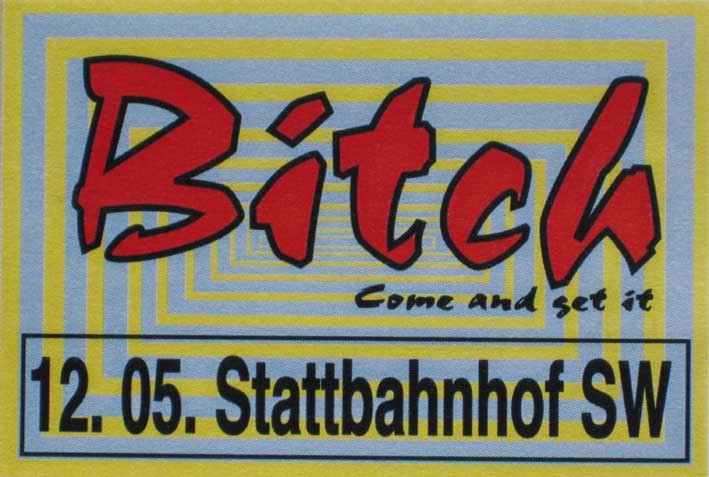 Bitch
Come and get it
12. 05. Stattbahnhof SW